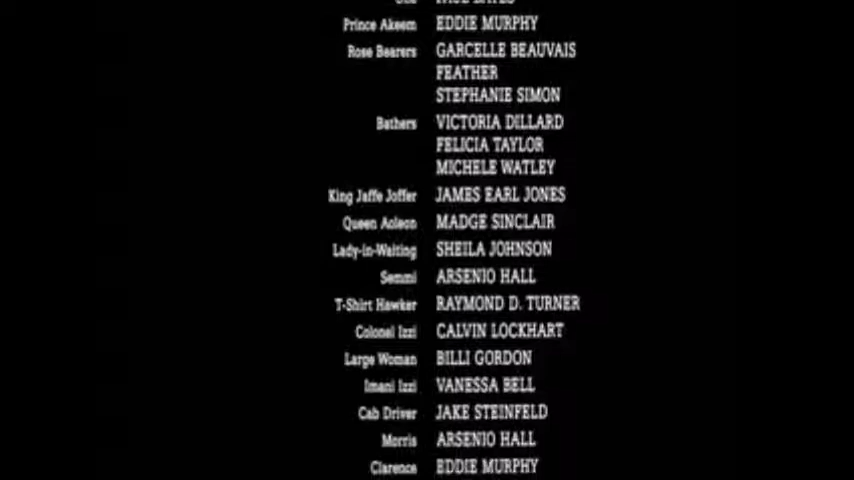 Prince Akeem EDDIE MURPHY
Rose Bearers GARCELLE BEAUVAIS
FEATHER
STEPHANIE SIMON
Bathers VICTORIA DILLARD
FELICIA TAYLOR
MICHELE WATLEY
King Jaffe Joffer JAMES EARL JONES
Queen Aoleon MADGE SINCLAIR
Lady-in-Waiting SHEILA JOHNSON
Semmi ARSENIO HALL
T-Shirt Hawker RAYMOND D. TURNER
Colonel Izzi CALVIN LOCKHART
Large Woman BILLI GORDON
Imani Izzi VANESSA BELL
Cab Driver JAKE STEINFELD
Morris ARSENIO HALL
Clarence EDDIE MURPHY